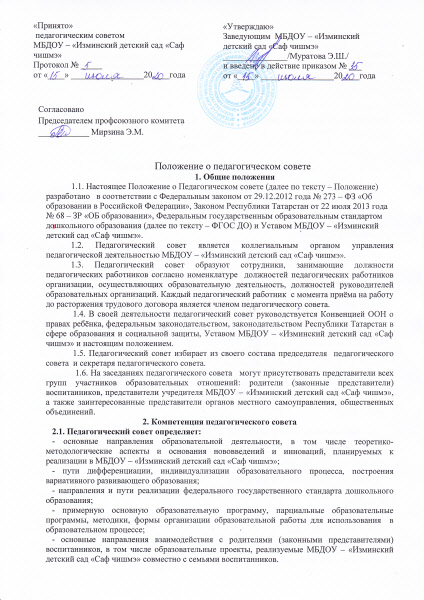 «Принято»
педагогическим советом
МБДОУ – «Изминский детский сад «Саф
чишмэ»
Протокол № 5
от « 15 » июля 2020 года
«Утверждаю»
Заведующим МБДОУ – «Изминский
детский сад «Саф чишмэ»
/Муратова Э.Ш./
и введено в действие приказом № 35
от « 15 » июля 2020 года
Согласовано
Председателем профсоюзного комитета
Мирзина Э.М.
Положение о педагогическом совете
1. Общие положения
1.1. Настоящее Положение о Педагогическом совете (далее по тексту – Положение)
разработано в соответствии с Федеральным законом от 29.12.2012 года № 273 – ФЗ «Об
образовании в Российской Федерации», Законом Республики Татарстан от 22 июля 2013 года
№ 68 – ЗР «Об образовании», Федеральным государственным образовательным стандартом
дошкольного образования (далее по тексту – ФГОС ДО) и Уставом МБДОУ – «Изминский
детский сад «Саф чишмэ».
1.2. Педагогический совет является коллегиальным органом управления
педагогической деятельностью МБДОУ – «Изминский детский сад «Саф чишмэ».
1.3. Педагогический совет образуют сотрудники, занимающие должности
педагогических работников согласно номенклатуре должностей педагогических работников
организации, осуществляющих образовательную деятельность, должностей руководителей
образовательных организаций. Каждый педагогический работник с момента приёма на работу
до расторжения трудового договора является членом педагогического совета.
1.4. В своей деятельности педагогический совет руководствуется Конвенцией ООН о
правах ребёнка, федеральным законодательством, законодательством Республики Татарстан в
сфере образования и социальной защиты, Уставом МБДОУ – «Изминский детский сад «Саф
чишмэ» и настоящим положением.
1.5. Педагогический совет избирает из своего состава председателя педагогического
совета и секретаря педагогического совета.
1.6. На заседаниях педагогического совета могут присутствовать представители всех
групп участников образовательных отношений: родители (законные представители)
воспитанников, представители учредителя МБДОУ – «Изминский детский сад «Саф чишмэ»,
а также заинтересованные представители органов местного самоуправления, общественных
объединений.
2. Компетенция педагогического совета
2.1. Педагогический совет определяет:
- основные направления образовательной деятельности, в том числе теоретико-
методологические аспекты и основания нововведений и инноваций, планируемых к
реализации в МБДОУ – «Изминский детский сад «Саф чишмэ»;
- пути дифференциации, индивидуализации образовательного процесса, построения
вариативного развивающего образования;
- направления и пути реализации федерального государственного стандарта дошкольного
образования;
- примерную основную образовательную программу, парциальные образовательные
программы, методики, формы организации образовательной работы для использования в
образовательном процессе;
- основные направления взаимодействия с родителями (законными представителями)
воспитанников, в том числе образовательные проекты, реализуемые МБДОУ – «Изминский
детский сад «Саф чишмэ» совместно с семьями воспитанников.